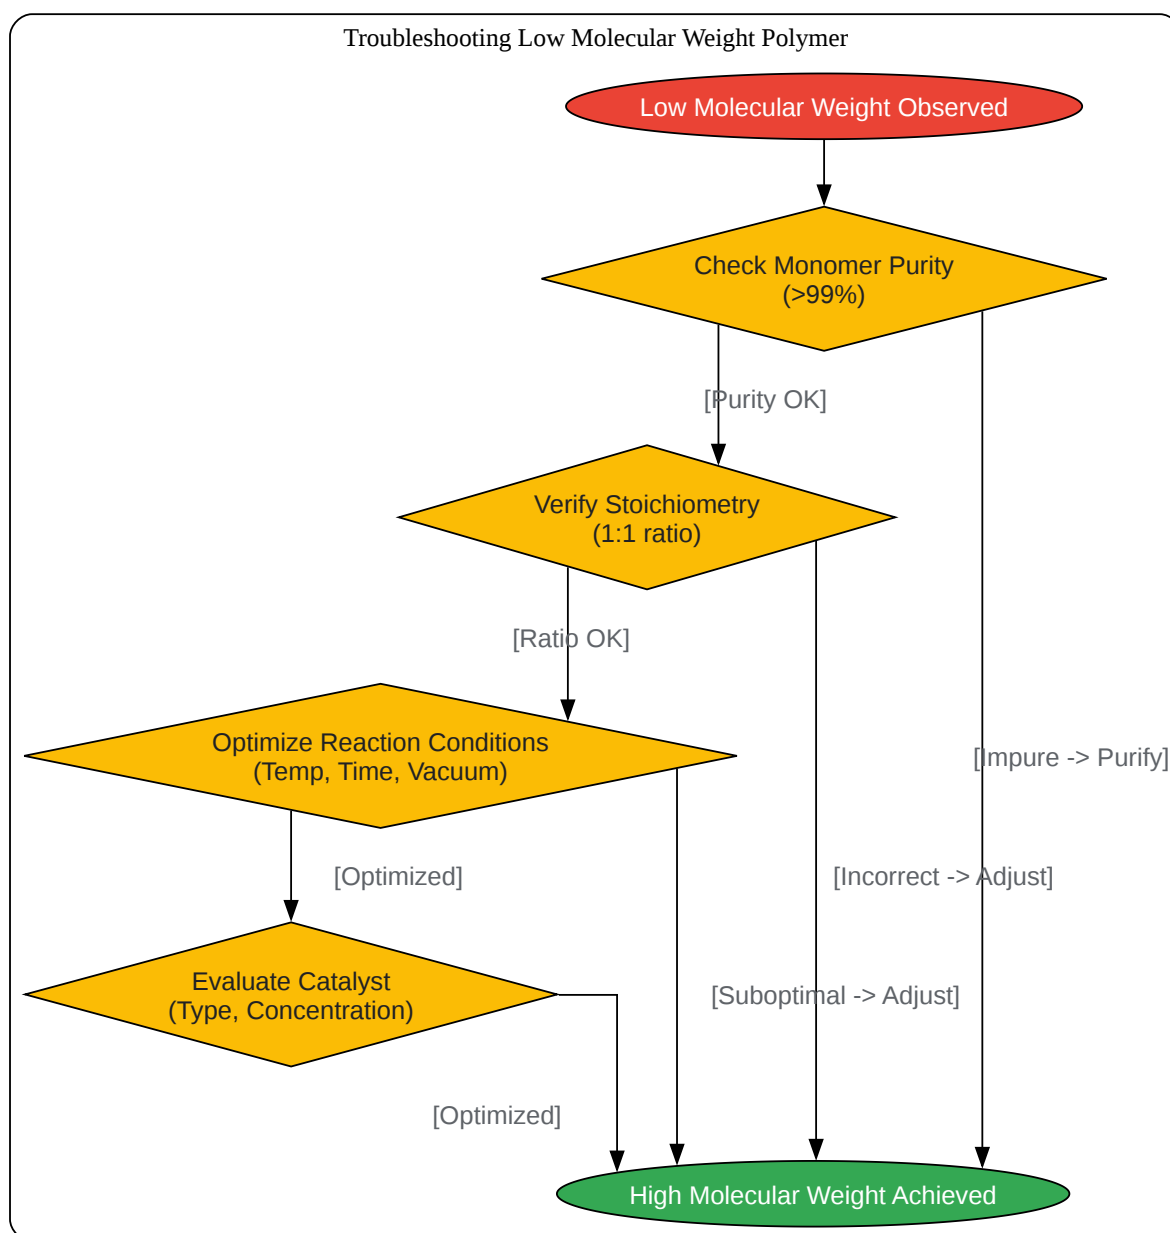 Troubleshooting Low Molecular Weight Polymer
Low Molecular Weight Observed
Check Monomer Purity
(>99%)
[Purity OK]
Verify Stoichiometry
(1:1 ratio)
[Ratio OK]
Optimize Reaction Conditions
(Temp, Time, Vacuum)
[Impure -> Purify]
[Optimized]
[Incorrect -> Adjust]
Evaluate Catalyst
(Type, Concentration)
[Suboptimal -> Adjust]
[Optimized]
High Molecular Weight Achieved